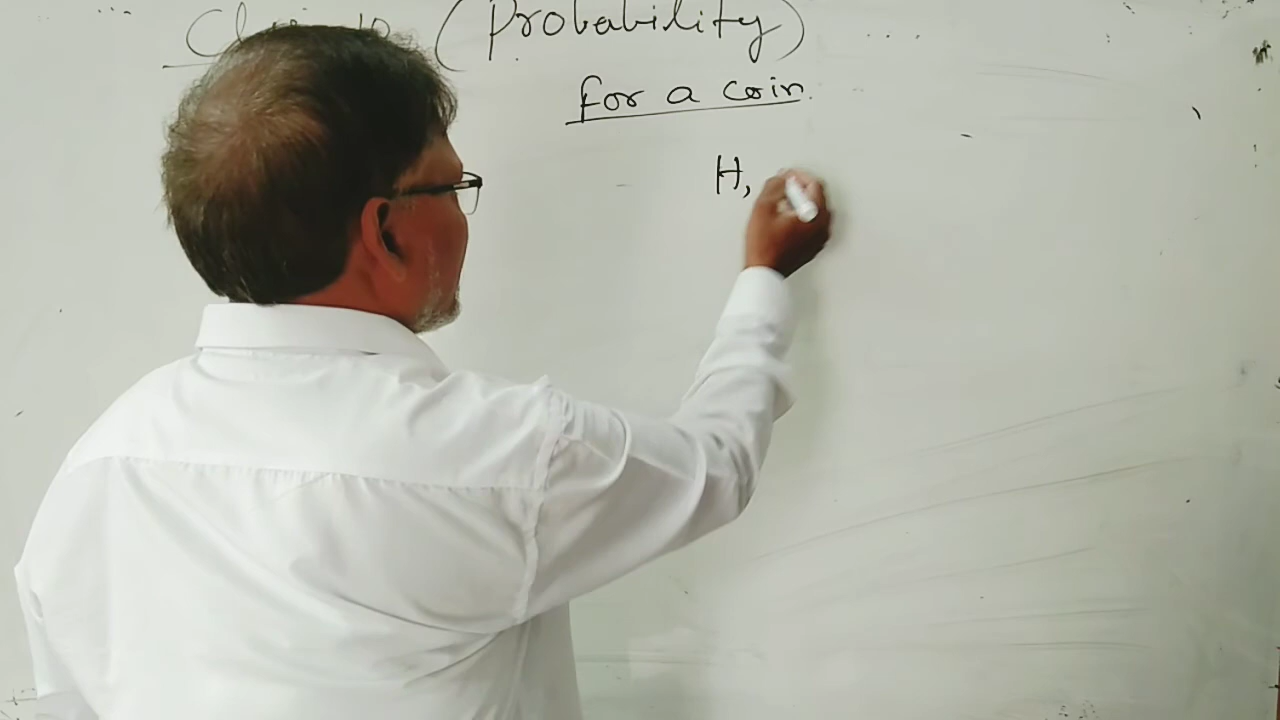 (Probability)
for a coin.
H,